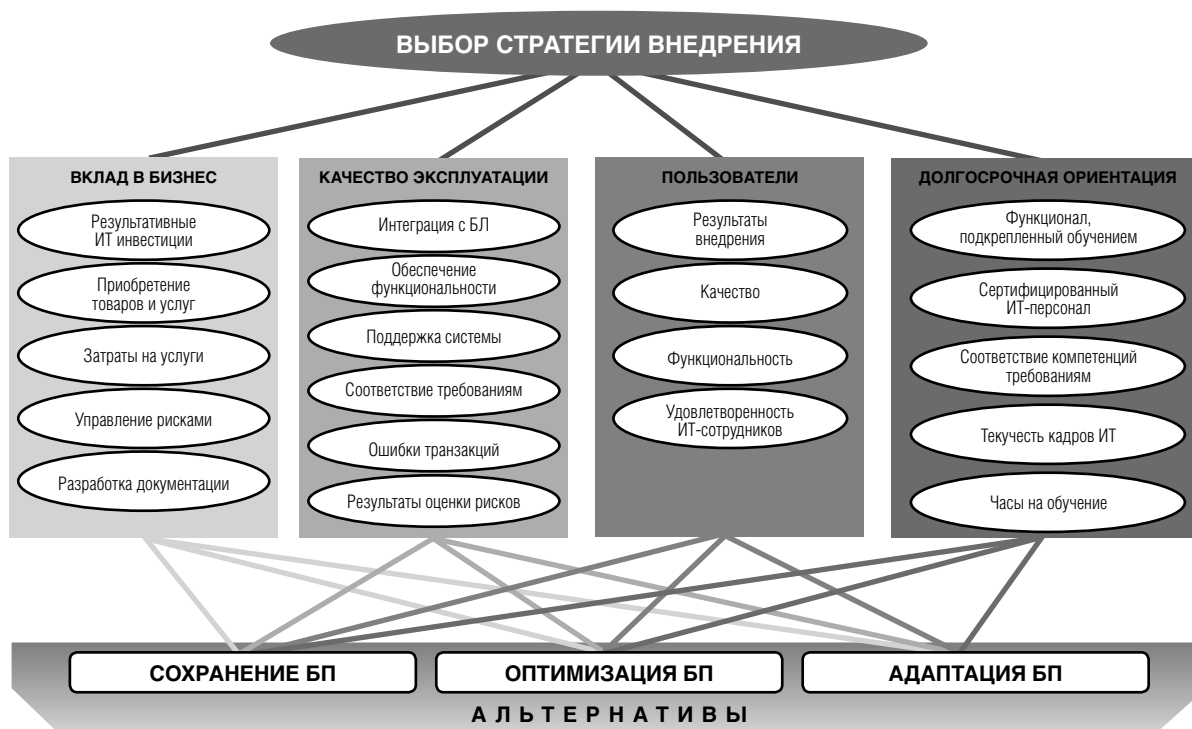 ВЫБОР СТРАТЕГИИ ВНЕДРЕНИЯ
ВКЛАД В БИЗНЕС
Результативные
ИТ инвестиции
Приобретение
товаров и услуг
Затраты на услуги
Управление рисками
Разработка документации
КАЧЕСТВО ЭКСПЛУАТАЦИИ
Интеграция с БЛ
Обеспечение
функциональности
Поддержка системы
Соответствие требованиям
Ошибки транзакций
Результаты оценки рисков
ПОЛЬЗОВАТЕЛИ
Результаты
внедрения
Качество
Функциональность
Удовлетворенность
ИТ-сотрудников
ДОЛГОСРОЧНАЯ ОРИЕНТАЦИЯ
Функционал,
подкрепленный обучением
Сертифицированный
ИТ-персонал
Соответствие компетенций
требованиям
Текучесть кадров ИТ
Часы на обучение
СОХРАНЕНИЕ БП
ОПТИМИЗАЦИЯ БП
АДАПТАЦИЯ БП
АЛЬТЕРНАТИВЫ